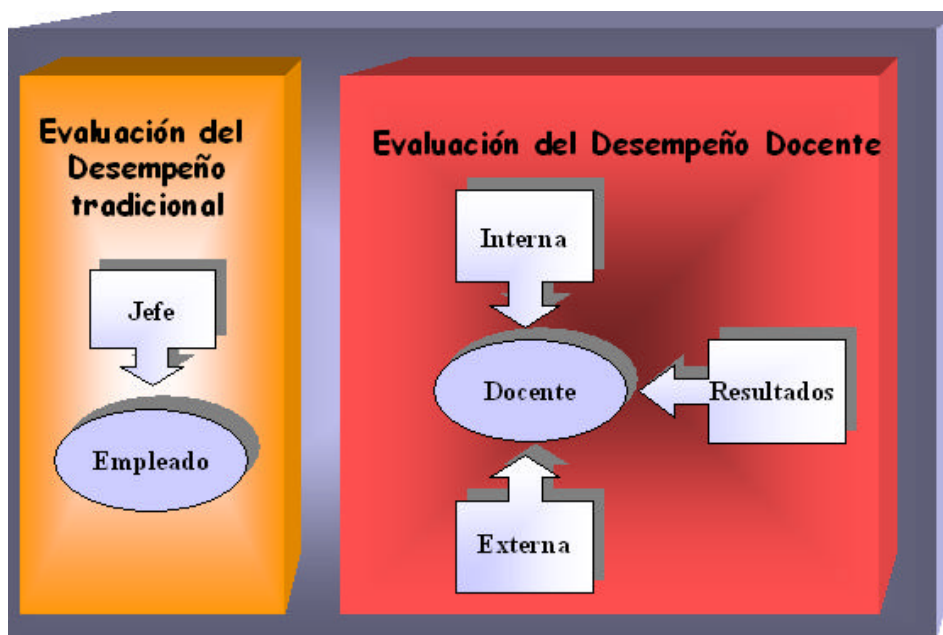 Evaluación del
Desempeño
tradicional
Jefe
Empleado
Evaluación del Desempeño Docente
Interna
Docente
Resultados
Externa